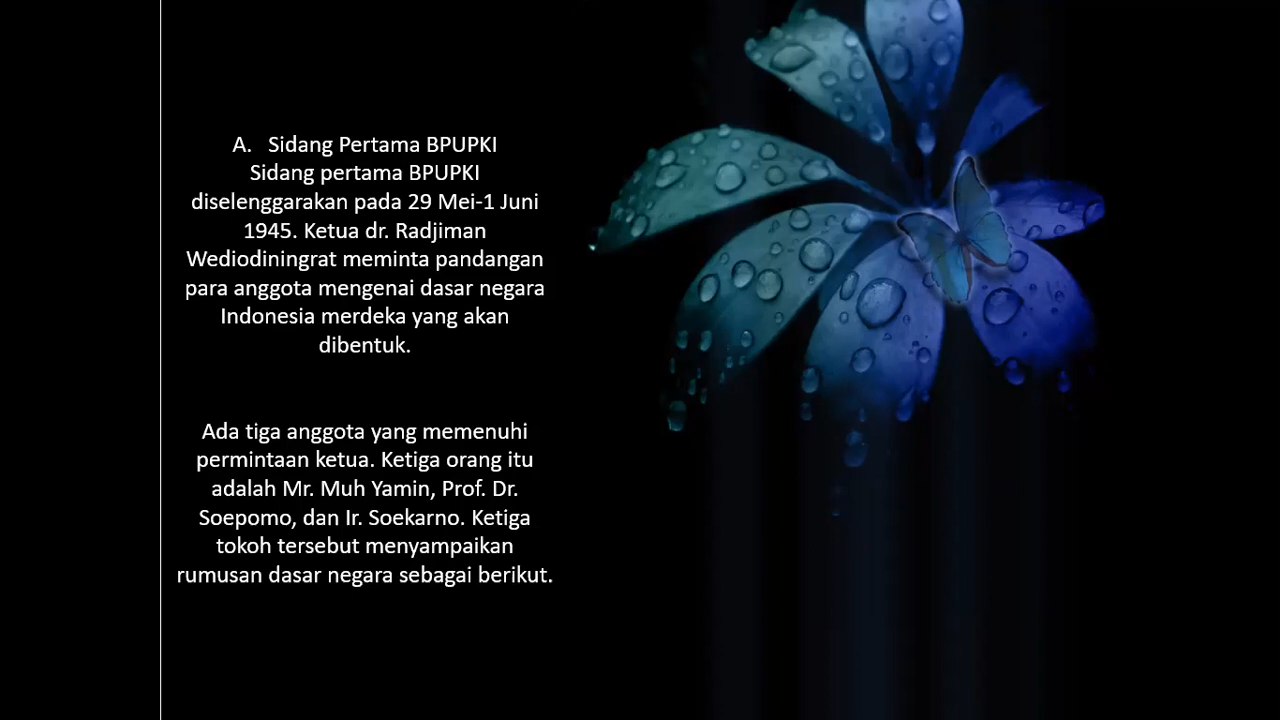 A. Sidang Pertama BPUPKI
Sidang pertama BPUPKI
diselenggarakan pada 29 Mei-1 Juni
1945. Ketua dr. Radjiman
Wediodiningrat meminta pandangan
para anggota mengenai dasar negara
Indonesia merdeka yang akan
dibentuk.
Ada tiga anggota yang memenuhi
permintaan ketua. Ketiga orang itu
adalah Mr. Muh Yamin, Prof. Dr.
Soepomo, dan Ir. Soekarno. Ketiga
tokoh tersebut menyampaikan
rumusan dasar negara sebagai berikut.